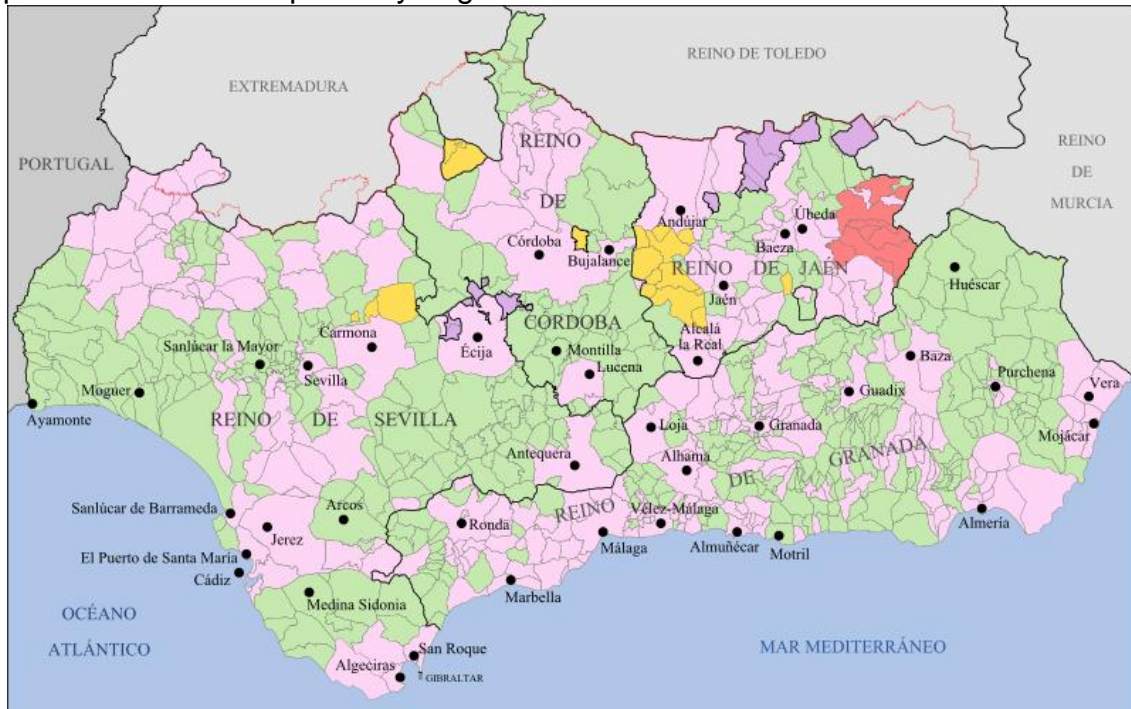 EXTREMADURA
REINO DE TOLEDO
PORTUGAL
REINO
DE
MURCIA
REINO
DE
CÓRDOBA
Córdoba
Bujalance
Andújar
Úbeda
Baeza
REINO DE JAÉN
Jaén
Huéscar
Alcalá
la Real
Carmona
Écija
Montilla
Lucena
Sanlúcar la Mayor
Sevilla
Moguer
Ayamonte
REINO DE SEVILLA
Baza
Purchena
Vera
Guadix
Mojácar
Loja
Granada
Alhama
REINO DE GRANADA
Antequera
Sanlúcar de Barrameda
Arcos
Jerez
Ronda
Vélez-Málaga
Almería
El Puerto de Santa María
Málaga
Almuñécar
Motril
Cádiz
Marbella
Medina Sidonia
OCÉANO
ATLÁNTICO
MAR MEDITERRÁNEO
San Roque
Algeciras
GIBRALTAR